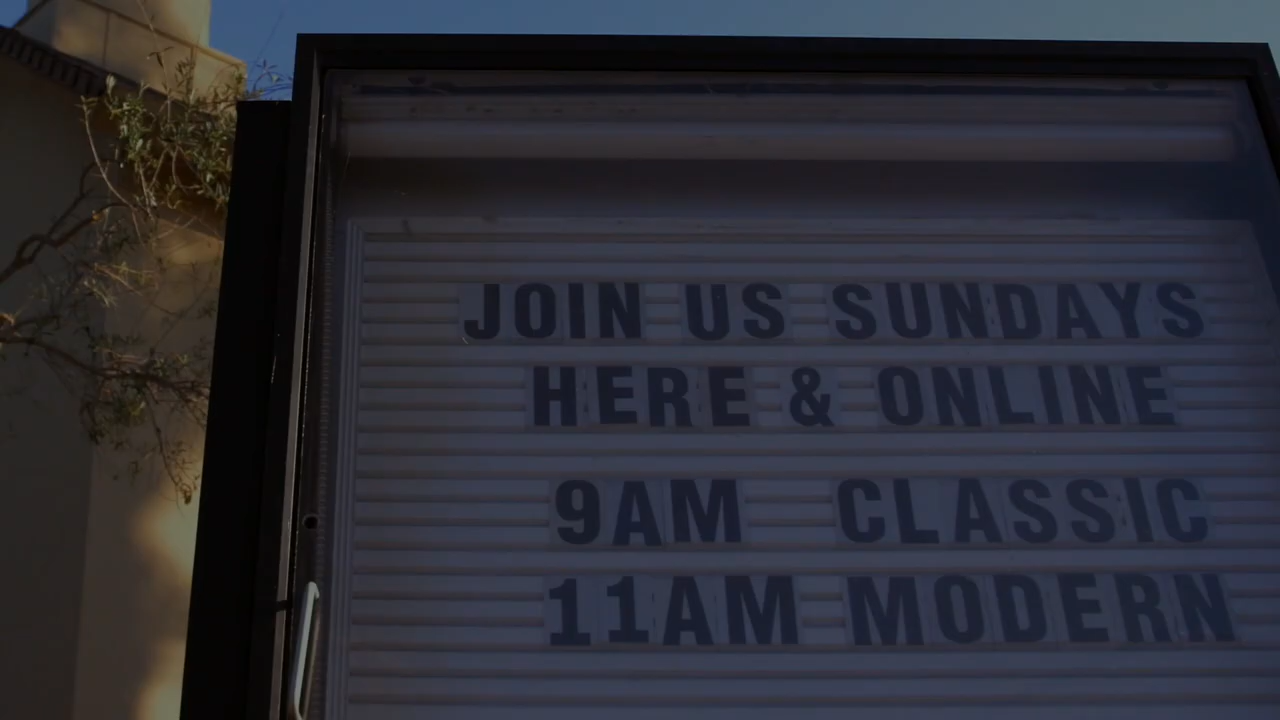 JOIN US SUNDAYS
HERE & ONLINE
9AM CLASSIC
11AM MODERN